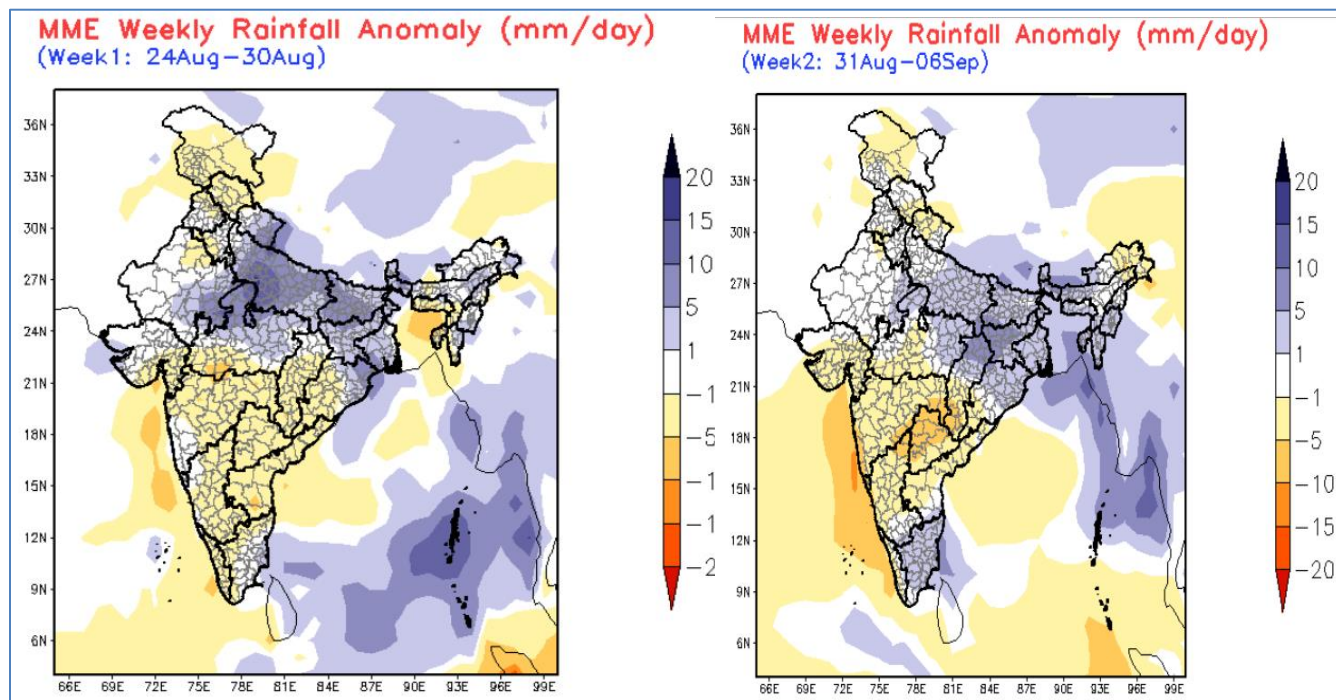 MME Weekly Rainfall Anomaly (mm/day)
(Week1: 24Aug-30Aug)
36N
33N
30N
27N
24N
21N
18N
15N
12N
9N
6N
66E 69E 72E 75E 78E 81E 84E 87E 90E 93E 96E 99E
20
15
10
5
1
-1
-5
-1
-1
-2
MME Weekly Rainfall Anomaly (mm/day)
(Week2: 31Aug-06Sep)
36N
33N
30N
27N
24N
21N
18N
15N
12N
9N
6N
66E 69E 72E 75E 78E 81E 84E 87E 90E 93E 96E 99E
20
15
10
5
1
-1
-5
-10
-15
-20